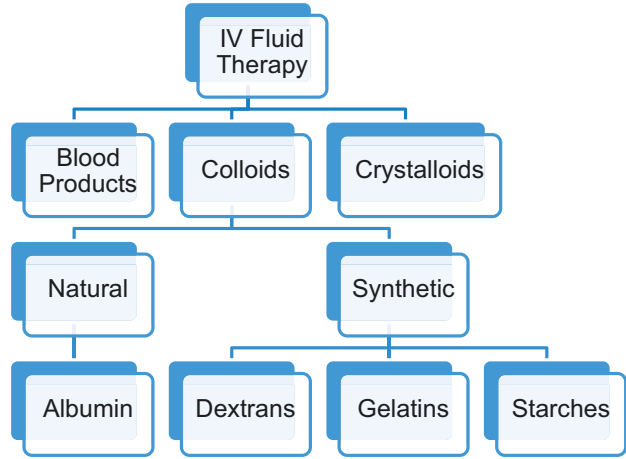 IV Fluid
Therapy
Blood
Products
Colloids
Crystalloids
Natural
Synthetic
Albumin
Dextrans
Gelatins
Starches